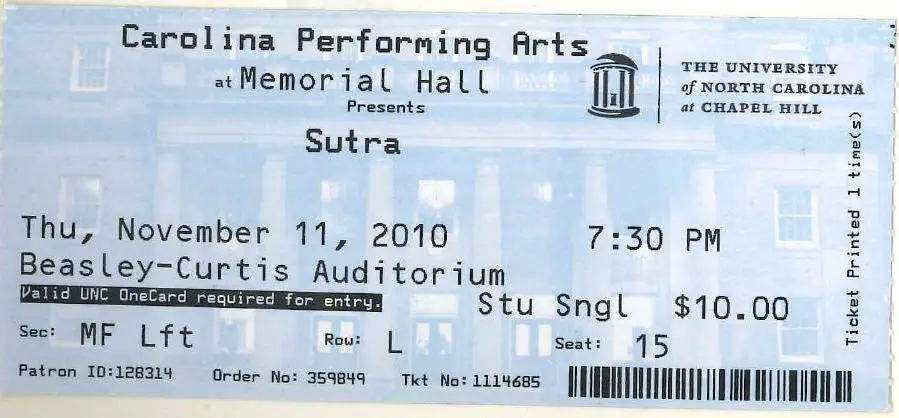 Carolina Performing Arts
at Memorial Hall
Presents
Sutra
THE UNIVERSITY
of NORTH CAROLINA
at CHAPEL HILL
Thu, November 11, 2010 7:30 PM
Beasley-Curtis Auditorium
Valid UNC OneCard required for entry.
Stu Sngl $10.00
Sec: MF Lft Row: L Seat: 15
Patron ID:128314 Order No: 359849 Tkt No: 1114685
Ticket Printed 1 time(s)